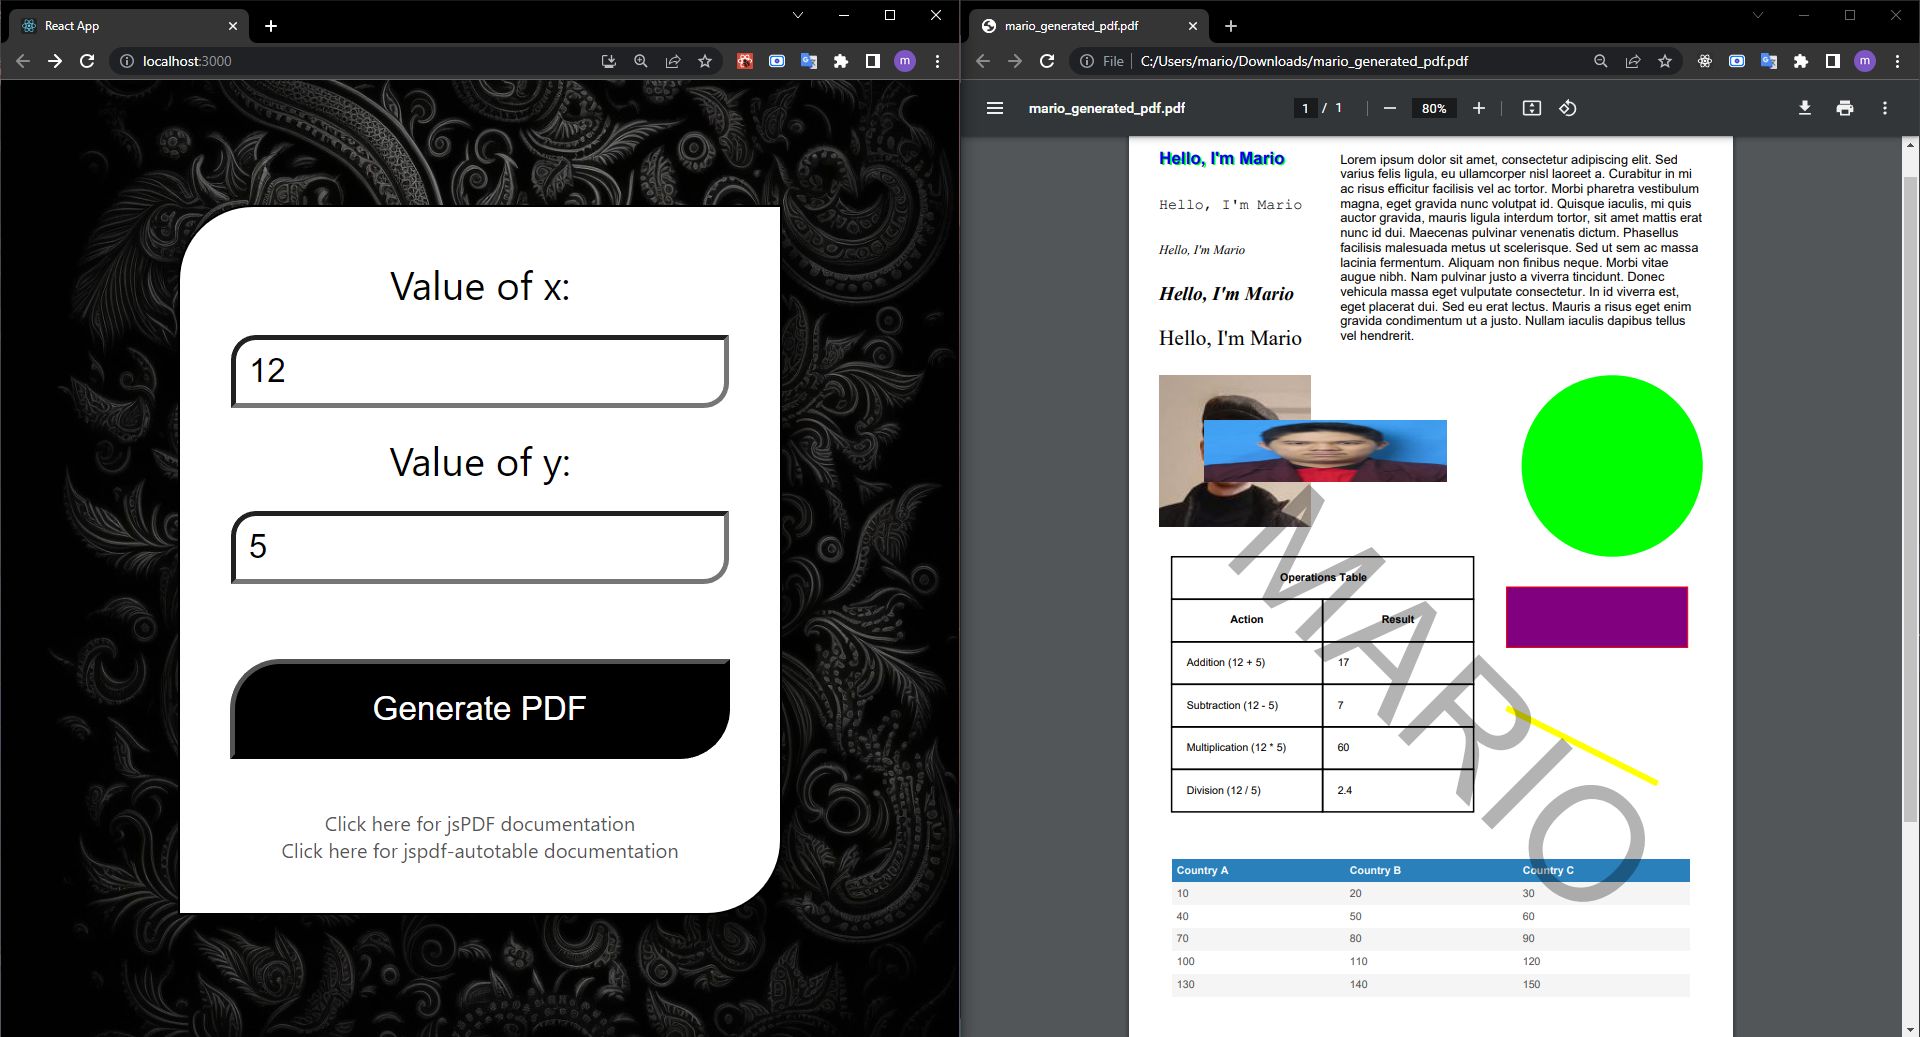 React App
localhost:3000
m
Value of x:
12
Value of y:
5
Generate PDF
Click here for jsPDF documentation
Click here for jspdf-autotable documentation
mario_generated_pdf.pdf
File
C:/Users/mario/Downloads/mario_generated_pdf.pdf
m
mario_generated_pdf.pdf
1 / 1
80%
Hello, I'm Mario
Hello, I'm Mario
Hello, I'm Mario
Hello, I'm Mario
Hello, I'm Mario
Lorem ipsum dolor sit amet, consectetur adipiscing elit. Sed
varius felis ligula, eu ullamcorper nisl laoreet a. Curabitur in mi
ac risus efficitur facilisis vel ac tortor. Morbi pharetra vestibulum
magna, eget gravida nunc volutpat id. Quisque iaculis, mi quis
auctor gravida, mauris ligula interdum tortor, sit amet mattis erat
nunc id dui. Maecenas pulvinar venenatis dictum. Phasellus
facilisis malesuada metus ut scelerisque. Sed ut sem ac massa
lacinia fermentum. Aliquam non finibus neque. Morbi vitae
augue nibh. Nam pulvinar justo a viverra tincidunt. Donec
vehicula massa eget vulputate consectetur. In id viverra est,
eget placerat dui. Sed eu erat lectus. Mauris a risus eget enim
gravida condimentum ut a justo. Nullam iaculis dapibus tellus
vel hendrerit.
MARIO
Operations Table
Action Result
Addition (12 + 5) 17
Subtraction (12 - 5) 7
Multiplication (12 * 5) 60
Division (12 / 5) 2.4
Country A Country B Country C
10 20 30
40 50 60
70 80 90
100 110 120
130 140 150